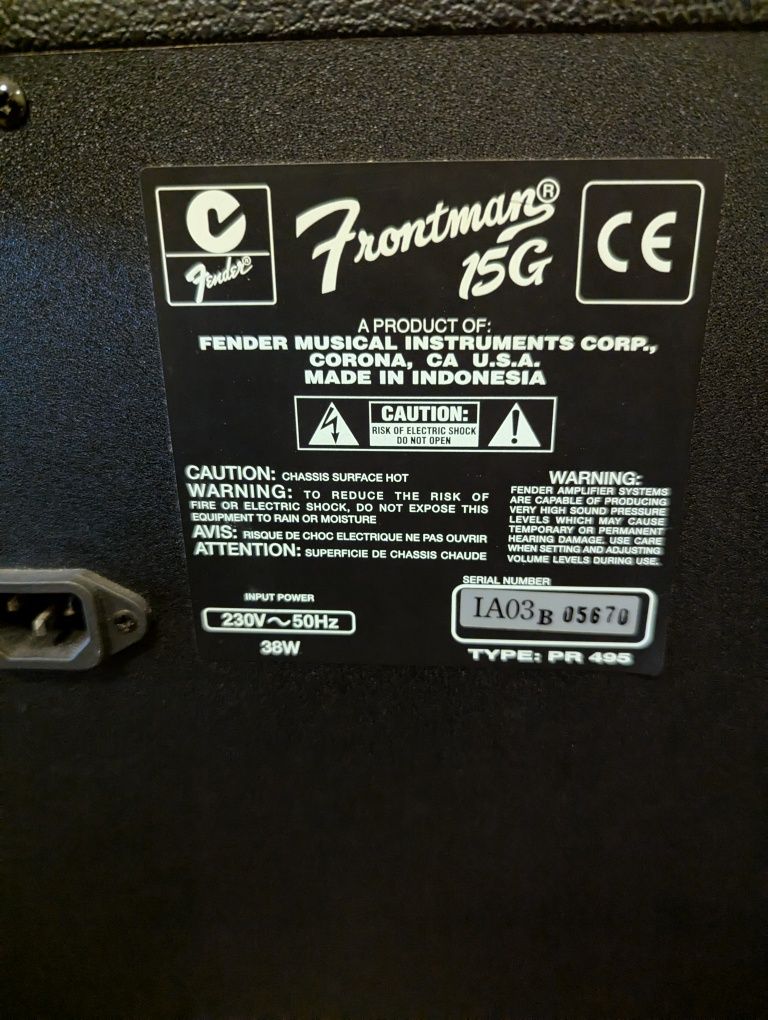 Fender®
Frontman®
15G
CE
A PRODUCT OF:
FENDER MUSICAL INSTRUMENTS CORP.,
CORONA, CA U.S.A.
MADE IN INDONESIA
CAUTION:
RISK OF ELECTRIC SHOCK
DO NOT OPEN
CAUTION: CHASSIS SURFACE HOT
WARNING: TO REDUCE THE RISK OF
FIRE OR ELECTRIC SHOCK, DO NOT EXPOSE THIS
EQUIPMENT TO RAIN OR MOISTURE
AVIS: RISQUE DE CHOC ELECTRIQUE NE PAS OUVRIR
ATTENTION: SUPERFICIE DE CHASSIS CHAUDE
WARNING:
FENDER AMPLIFIER SYSTEMS
ARE CAPABLE OF PRODUCING
VERY HIGH SOUND PRESSURE
LEVELS WHICH MAY CAUSE
TEMPORARY OR PERMANENT
HEARING DAMAGE. USE CARE
WHEN SETTING AND ADJUSTING
VOLUME LEVELS DURING USE.
INPUT POWER
230V~50Hz
38W
SERIAL NUMBER
IA03B 05670
TYPE: PR 495